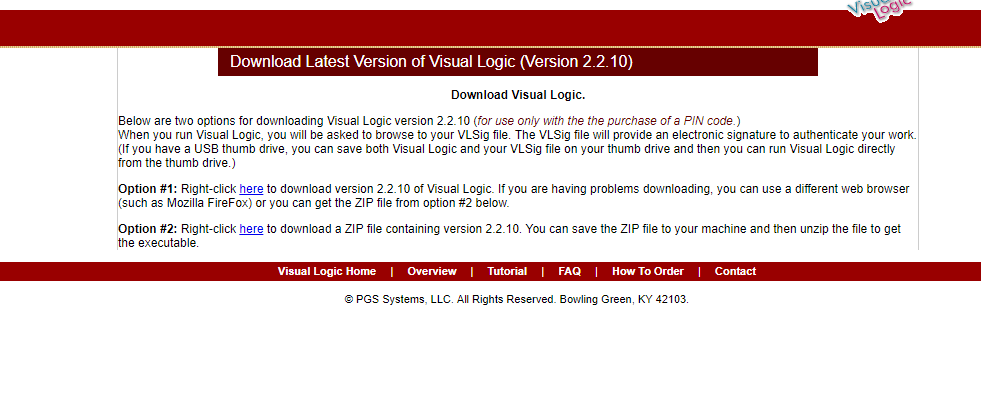 Visual
Logic
Download Latest Version of Visual Logic (Version 2.2.10)
Download Visual Logic.
Below are two options for downloading Visual Logic version 2.2.10 (for use only with the the purchase of a PIN code.)
When you run Visual Logic, you will be asked to browse to your VLSig file. The VLSig file will provide an electronic signature to authenticate your work.
(If you have a USB thumb drive, you can save both Visual Logic and your VLSig file on your thumb drive and then you can run Visual Logic directly
from the thumb drive.)
Option #1: Right-click here to download version 2.2.10 of Visual Logic. If you are having problems downloading, you can use a different web browser
(such as Mozilla FireFox) or you can get the ZIP file from option #2 below.
Option #2: Right-click here to download a ZIP file containing version 2.2.10. You can save the ZIP file to your machine and then unzip the file to get
the executable.
Visual Logic Home | Overview | Tutorial | FAQ | How To Order | Contact
© PGS Systems, LLC. All Rights Reserved. Bowling Green, KY 42103.